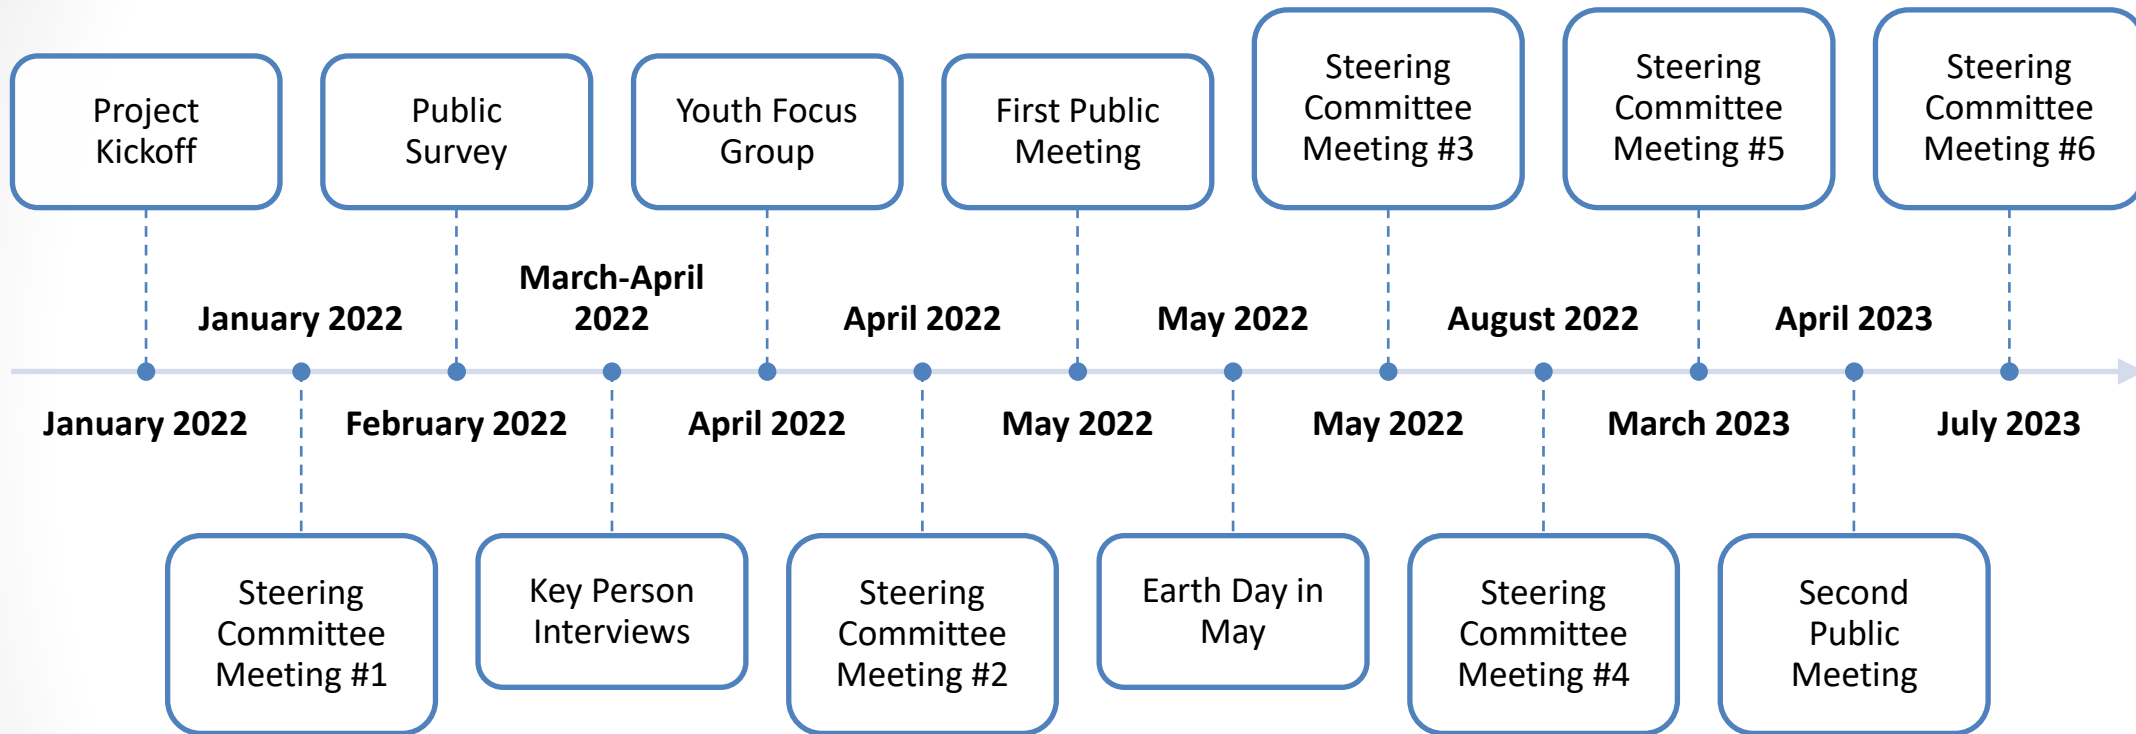 Project
Kickoff
Public
Survey
Youth Focus
Group
First Public
Meeting
Steering
Committee
Meeting #3
Steering
Committee
Meeting #5
Steering
Committee
Meeting #6
January 2022
March-April
2022
April 2022
May 2022
August 2022
April 2023
January 2022
February 2022
April 2022
May 2022
May 2022
March 2023
July 2023
Steering
Committee
Meeting #1
Key Person
Interviews
Steering
Committee
Meeting #2
Earth Day in
May
Steering
Committee
Meeting #4
Second
Public
Meeting